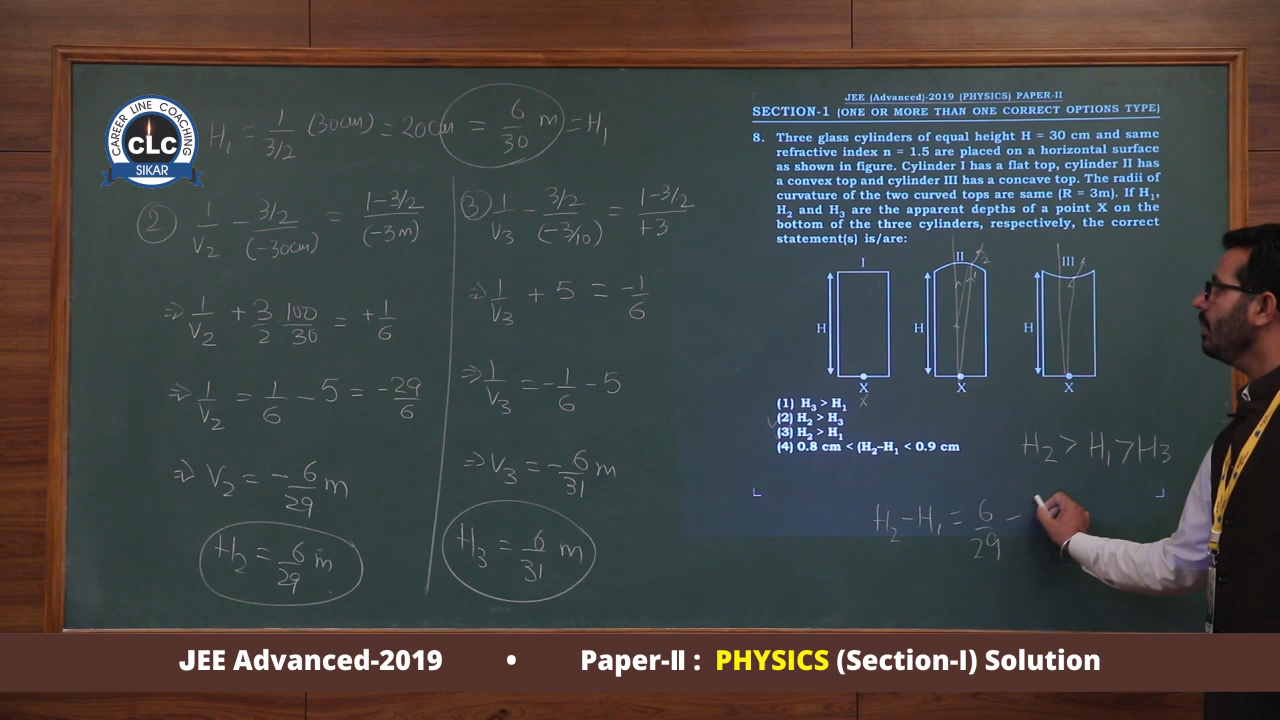 CAREER LINE COACHING
CLC
SIKAR
H₁ = 1/(3/2) (30cm) = 20cm = 6/30 m = H₁
② 1/V₂ - (3/2)/(-30cm) = (1-3/2)/(-3m)
⇒ 1/V₂ + 3/2 100/30 = +1/6
⇒ 1/V₂ = 1/6 - 5 = -29/6
⇒ V₂ = -6/29 m
H₂ = 6/29 m
③ 1/V₃ - (3/2)/(-3/10) = (1-3/2)/+3
⇒ 1/V₃ + 5 = -1/6
⇒ 1/V₃ = -1/6 - 5
⇒ V₃ = -6/31 m
H₃ = 6/31 m
JEE (Advanced)-2019 (PHYSICS) PAPER-II
SECTION-1 (ONE OR MORE THAN ONE CORRECT OPTIONS TYPE)
8. Three glass cylinders of equal height H = 30 cm and same
refractive index n = 1.5 are placed on a horizontal surface
as shown in figure. Cylinder I has a flat top, cylinder II has
a convex top and cylinder III has a concave top. The radii of
curvature of the two curved tops are same (R = 3m). If H₁,
H₂ and H₃ are the apparent depths of a point X on the
bottom of the three cylinders, respectively, the correct
statement(s) is/are:
I II III
H H H
X X X
(1) H₃ > H₁ x
(2) H₂ > H₃
(3) H₂ > H₁
(4) 0.8 cm < (H₂-H₁ < 0.9 cm
H₂ > H₁ > H₃
H₂-H₁ = 6/29 -
JEE Advanced-2019 • Paper-II : PHYSICS (Section-I) Solution